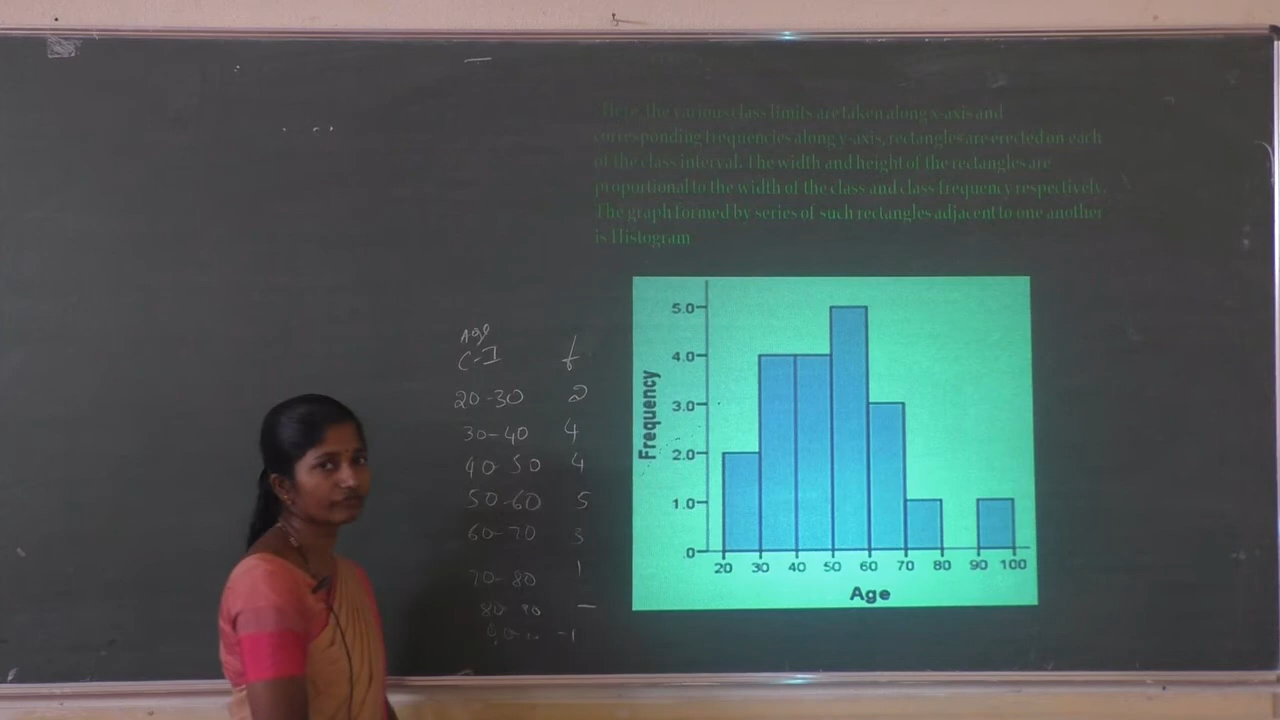 Here, the various class limits are taken along x-axis and
corresponding frequencies along y-axis, rectangles are erected on each
of the class interval. The width and height of the rectangles are
proportional to the width of the class and class frequency respectively.
The graph formed by series of such rectangles adjacent to one another
is Histogram
Age
C-I f
20-30 2
30-40 4
40-50 4
50-60 5
60-70 3
70-80 1
80-90 —
-1
Frequency
5.0
4.0
3.0
2.0
1.0
.0
20 30 40 50 60 70 80 90 100
Age